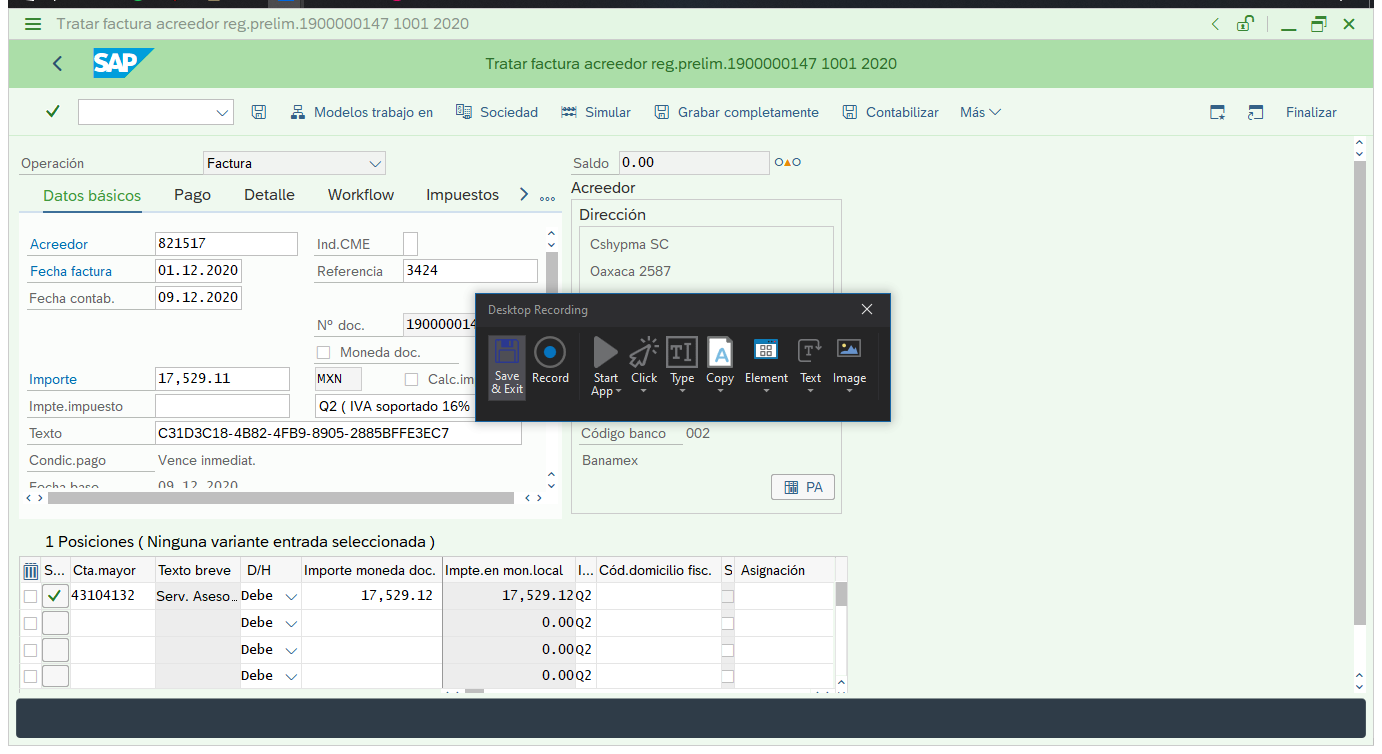 Tratar factura acreedor reg.prelim.1900000147 1001 2020
SAP
Tratar factura acreedor reg.prelim.1900000147 1001 2020
Modelos trabajo en
Sociedad
Simular
Grabar completamente
Contabilizar
Más
Finalizar
Operación
Factura
Saldo
0.00
Datos básicos
Pago
Detalle
Workflow
Impuestos
Acreedor
Dirección
Acreedor
821517
Ind.CME
Cshypma SC
Fecha factura
01.12.2020
Referencia
3424
Oaxaca 2587
Fecha contab.
09.12.2020
Desktop Recording
Nº doc.
190000014
Moneda doc.
Save
& Exit
Record
Start
App
Click
Type
Copy
Element
Text
Image
Importe
17,529.11
MXN
Calc.im
Impte.impuesto
Q2 ( IVA soportado 16%
Texto
C31D3C18-4B82-4FB9-8905-2885BFFE3EC7
Código banco
002
Condic.pago
Vence inmediat.
Banamex
Fecha base
09.12.2020
PA
1 Posiciones ( Ninguna variante entrada seleccionada )
S... Cta.mayor Texto breve D/H Importe moneda doc. Impte.en mon.local I... Cód.domicilio fisc. S Asignación
43104132 Serv. Aseso... Debe 17,529.12 17,529.12 Q2
Debe 0.00 Q2
Debe 0.00 Q2
Debe 0.00 Q2